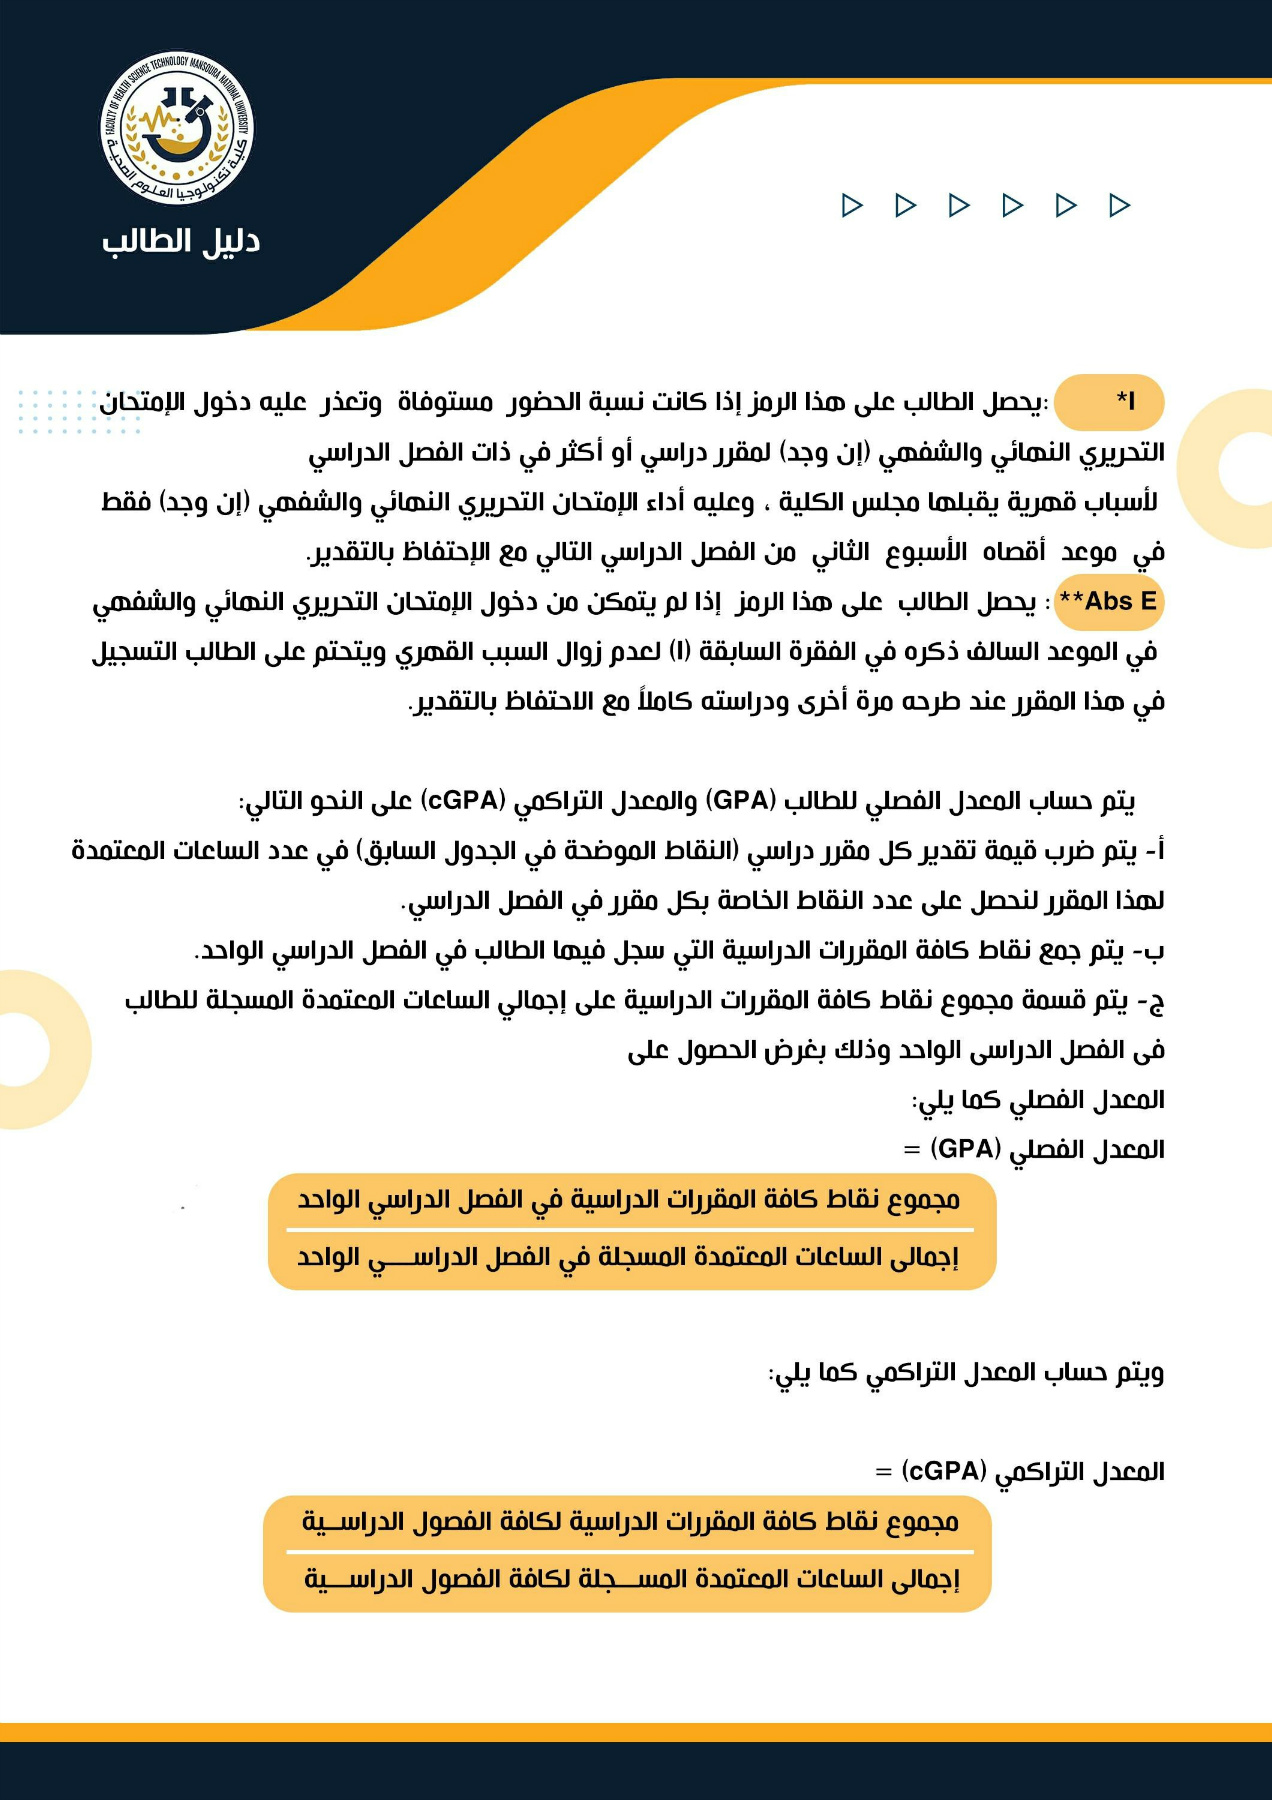 FACULTY OF HEALTH SCIENCE TECHNOLOGY MANSOURA NATIONAL UNIVERSITY
كلية تكنولوجيا العلوم الصحية
دليل الطالب
I* :يحصل الطالب على هذا الرمز إذا كانت نسبة الحضور مستوفاة وتعذر عليه دخول الإمتحان
التحريري النهائي والشفهي (إن وجد) لمقرر دراسي أو أكثر في ذات الفصل الدراسي
لأسباب قهرية يقبلها مجلس الكلية ، وعليه أداء الإمتحان التحريري النهائي والشفهي (إن وجد) فقط
في موعد أقصاه الأسبوع الثاني من الفصل الدراسي التالي مع الإحتفاظ بالتقدير.
**Abs E : يحصل الطالب على هذا الرمز إذا لم يتمكن من دخول الإمتحان التحريري النهائي والشفهي
في الموعد السالف ذكره في الفقرة السابقة (I) لعدم زوال السبب القهري ويتحتم على الطالب التسجيل
في هذا المقرر عند طرحه مرة أخرى ودراسته كاملاً مع الاحتفاظ بالتقدير.
يتم حساب المعدل الفصلي للطالب (GPA) والمعدل التراكمي (cGPA) على النحو التالي:
أ- يتم ضرب قيمة تقدير كل مقرر دراسي (النقاط الموضحة في الجدول السابق) في عدد الساعات المعتمدة
لهذا المقرر لنحصل على عدد النقاط الخاصة بكل مقرر في الفصل الدراسي.
ب- يتم جمع نقاط كافة المقررات الدراسية التي سجل فيها الطالب في الفصل الدراسي الواحد.
ج- يتم قسمة مجموع نقاط كافة المقررات الدراسية على إجمالي الساعات المعتمدة المسجلة للطالب
فى الفصل الدراسى الواحد وذلك بغرض الحصول على
المعدل الفصلي كما يلي:
المعدل الفصلي (GPA) =
مجموع نقاط كافة المقررات الدراسية في الفصل الدراسي الواحد
إجمالى الساعات المعتمدة المسجلة في الفصل الدراســـي الواحد
ويتم حساب المعدل التراكمي كما يلي:
المعدل التراكمي (cGPA) =
مجموع نقاط كافة المقررات الدراسية لكافة الفصول الدراســية
إجمالى الساعات المعتمدة المســـجلة لكافة الفصول الدراســـية